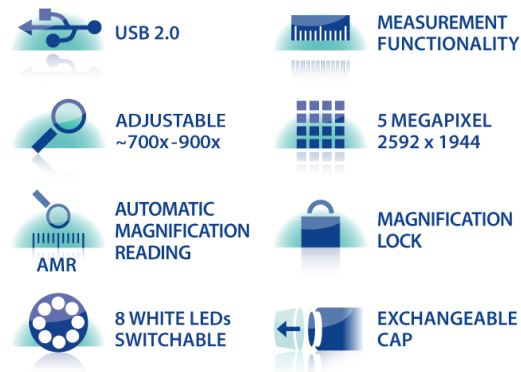 USB 2.0
MEASUREMENT
FUNCTIONALITY
ADJUSTABLE
~700x-900x
5 MEGAPIXEL
2592 x 1944
AUTOMATIC
MAGNIFICATION
READING
AMR
MAGNIFICATION
LOCK
8 WHITE LEDs
SWITCHABLE
EXCHANGEABLE
CAP